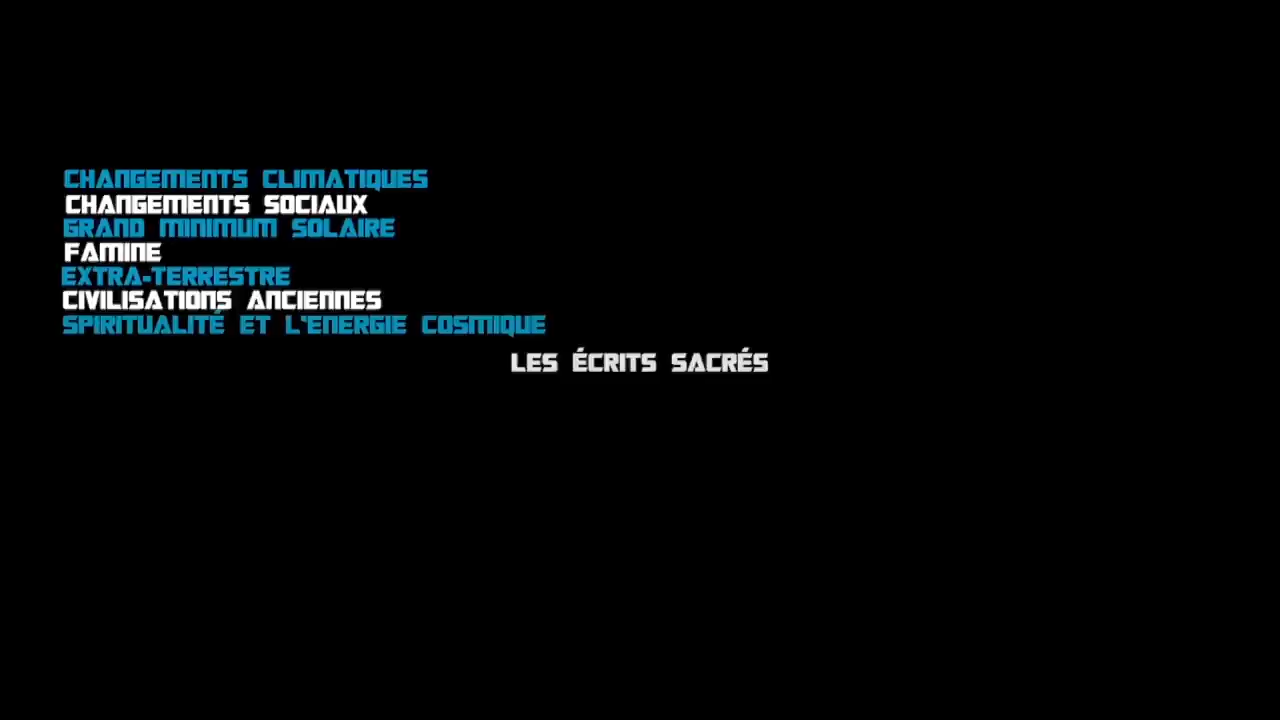 CHANGEMENTS CLIMATIQUES
CHANGEMENTS SOCIAUX
GRAND MINIMUM SOLAIRE
FAMINE
EXTRA-TERRESTRE
CIVILISATIONS ANCIENNES
SPIRITUALITÉ ET L'ENERGIE COSMIQUE
LES ÉCRITS SACRÉS